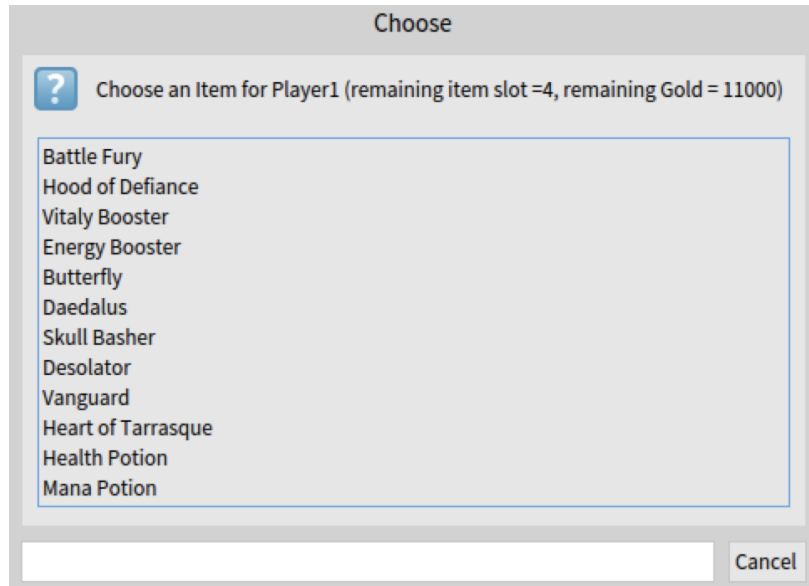 Choose
?
Choose an Item for Player1 (remaining item slot =4, remaining Gold = 11000)
Battle Fury
Hood of Defiance
Vitaly Booster
Energy Booster
Butterfly
Daedalus
Skull Basher
Desolator
Vanguard
Heart of Tarrasque
Health Potion
Mana Potion
Cancel